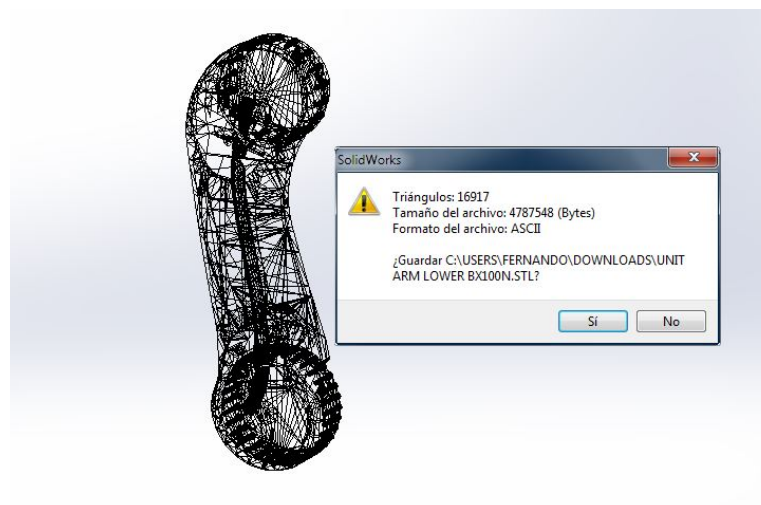 SolidWorks
Triángulos: 16917
Tamaño del archivo: 4787548 (Bytes)
Formato del archivo: ASCII
¿Guardar C:\USERS\FERNANDO\DOWNLOADS\UNIT
ARM LOWER BX100N.STL?
Sí No